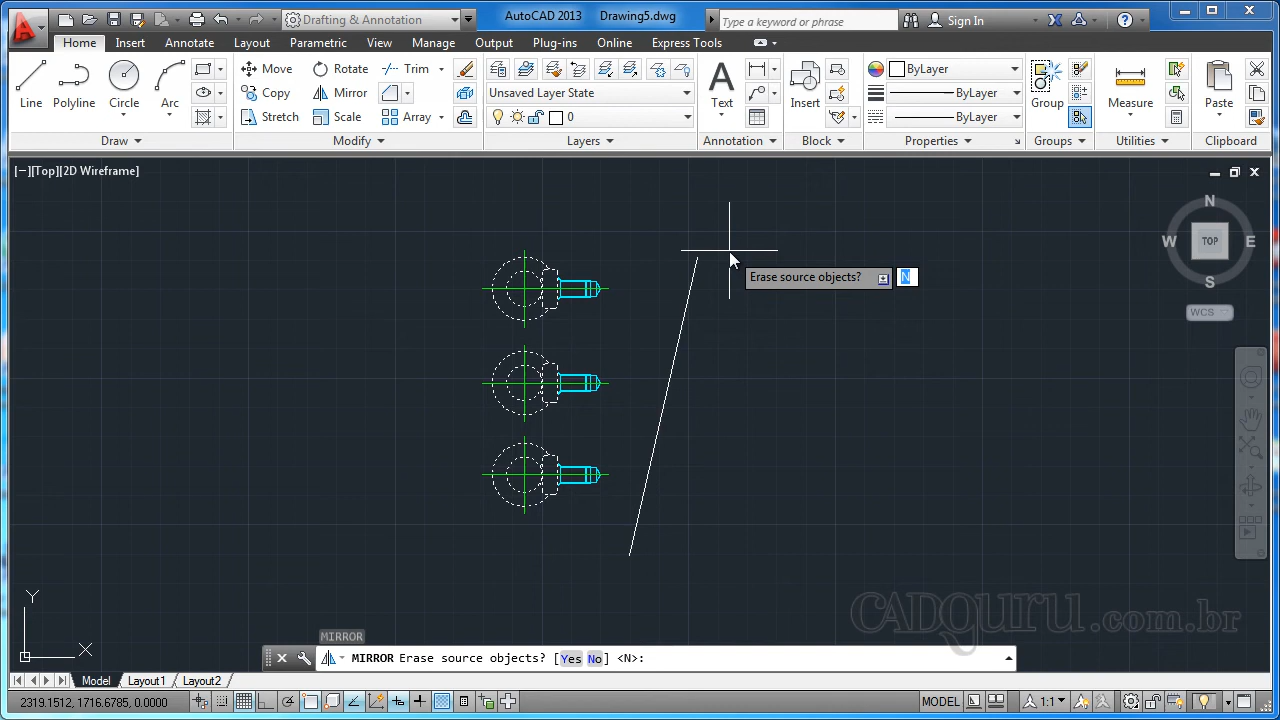 AutoCAD 2013 Drawing5.dwg
Drafting & Annotation
Type a keyword or phrase
Sign In
Home Insert Annotate Layout Parametric View Manage Output Plug-ins Online Express Tools
Line Polyline Circle Arc
Move Rotate Trim
Copy Mirror
Stretch Scale Array
Unsaved Layer State
0
Text
Insert
ByLayer
ByLayer
ByLayer
Group
Measure
Paste
Draw Modify Layers Annotation Block Properties Groups Utilities Clipboard
[−][Top][2D Wireframe]
N
W TOP E
S
WCS
Erase source objects? N
Y
X
CADguru.com.br
MIRROR
MIRROR Erase source objects? [Yes No] <N>:
Model Layout1 Layout2
2319.1512, 1716.6785, 0.0000
MODEL
1:1